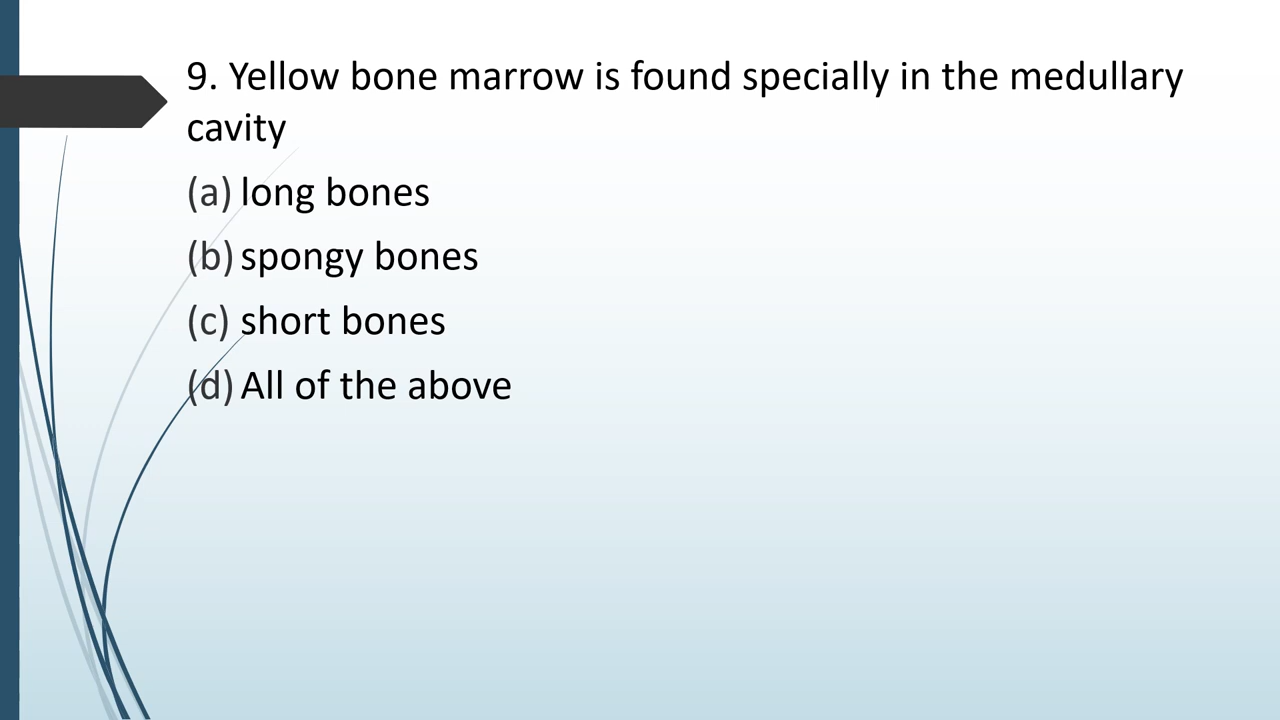 9. Yellow bone marrow is found specially in the medullary
cavity
(a) long bones
(b) spongy bones
(c) short bones
(d) All of the above